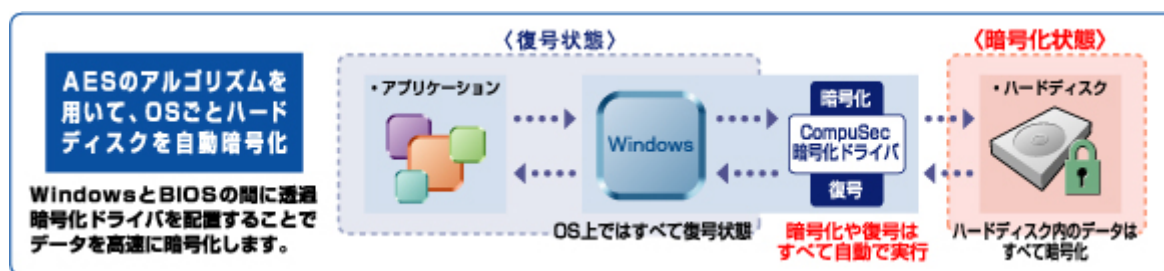 AESのアルゴリズムを
用いて、OSごとハード
ディスクを自動暗号化
WindowsとBIOSの間に透過
暗号化ドライバを配置することで
データを高速に暗号化します。
〈復号状態〉
・アプリケーション
Windows
OS上ではすべて復号状態
暗号化
CompuSec
暗号化ドライバ
復号
暗号化や復号は
すべて自動で実行
〈暗号化状態〉
・ハードディスク
ハードディスク内のデータは
すべて暗号化